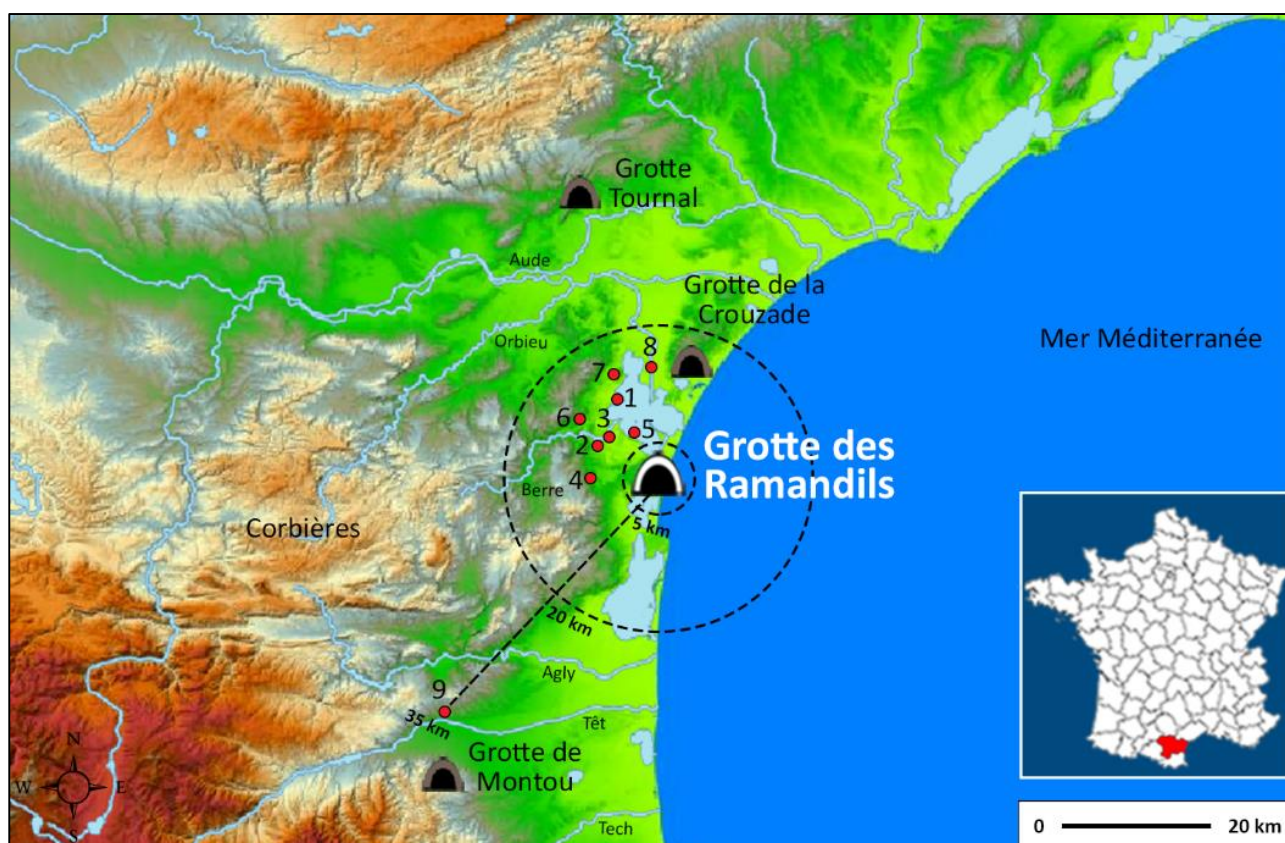 Grotte
Tournal
Aude
Grotte de la
Crouzade
Orbieu
Mer Méditerranée
8
7
1
6
3
5
2
Grotte des
Ramandils
4
Berre
5 km
Corbières
20 km
Agly
9
35 km
Têt
Grotte de
Montou
N
W E
S
Tech
0 20 km